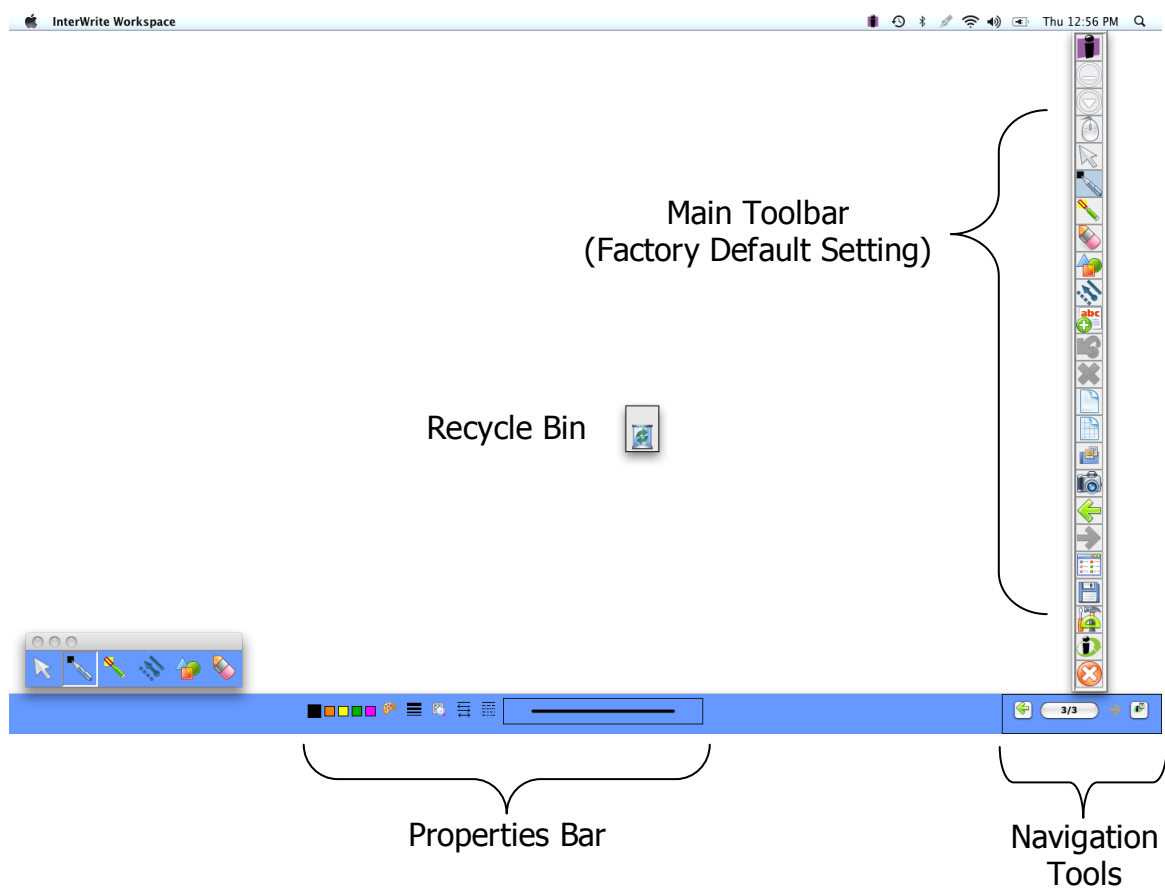 InterWrite Workspace
Thu 12:56 PM
Main Toolbar
(Factory Default Setting)
abc
Recycle Bin
3/3
Properties Bar
Navigation
Tools